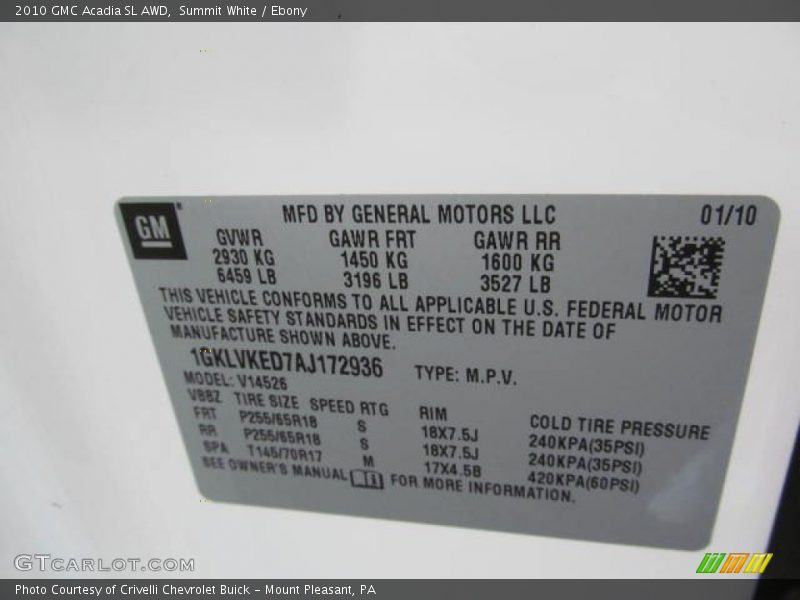 2010 GMC Acadia SL AWD,  Summit White / Ebony
GM
MFD BY GENERAL MOTORS LLC
01/10
GVWR GAWR FRT GAWR RR
2930 KG 1450 KG 1600 KG
6459 LB 3196 LB 3527 LB
THIS VEHICLE CONFORMS TO ALL APPLICABLE U.S. FEDERAL MOTOR
VEHICLE SAFETY STANDARDS IN EFFECT ON THE DATE OF
MANUFACTURE SHOWN ABOVE.
1GKLVKED7AJ172936 TYPE: M.P.V.
MODEL: V14526
VBBZ TIRE SIZE SPEED RTG RIM COLD TIRE PRESSURE
FRT P255/65R18 S 18X7.5J 240KPA(35PSI)
RR P255/65R18 S 18X7.5J 240KPA(35PSI)
SPA T145/70R17 M 17X4.5B 420KPA(60PSI)
SEE OWNER'S MANUAL FOR MORE INFORMATION.
GTCARLOT.COM
Photo Courtesy of Crivelli Chevrolet Buick – Mount Pleasant, PA